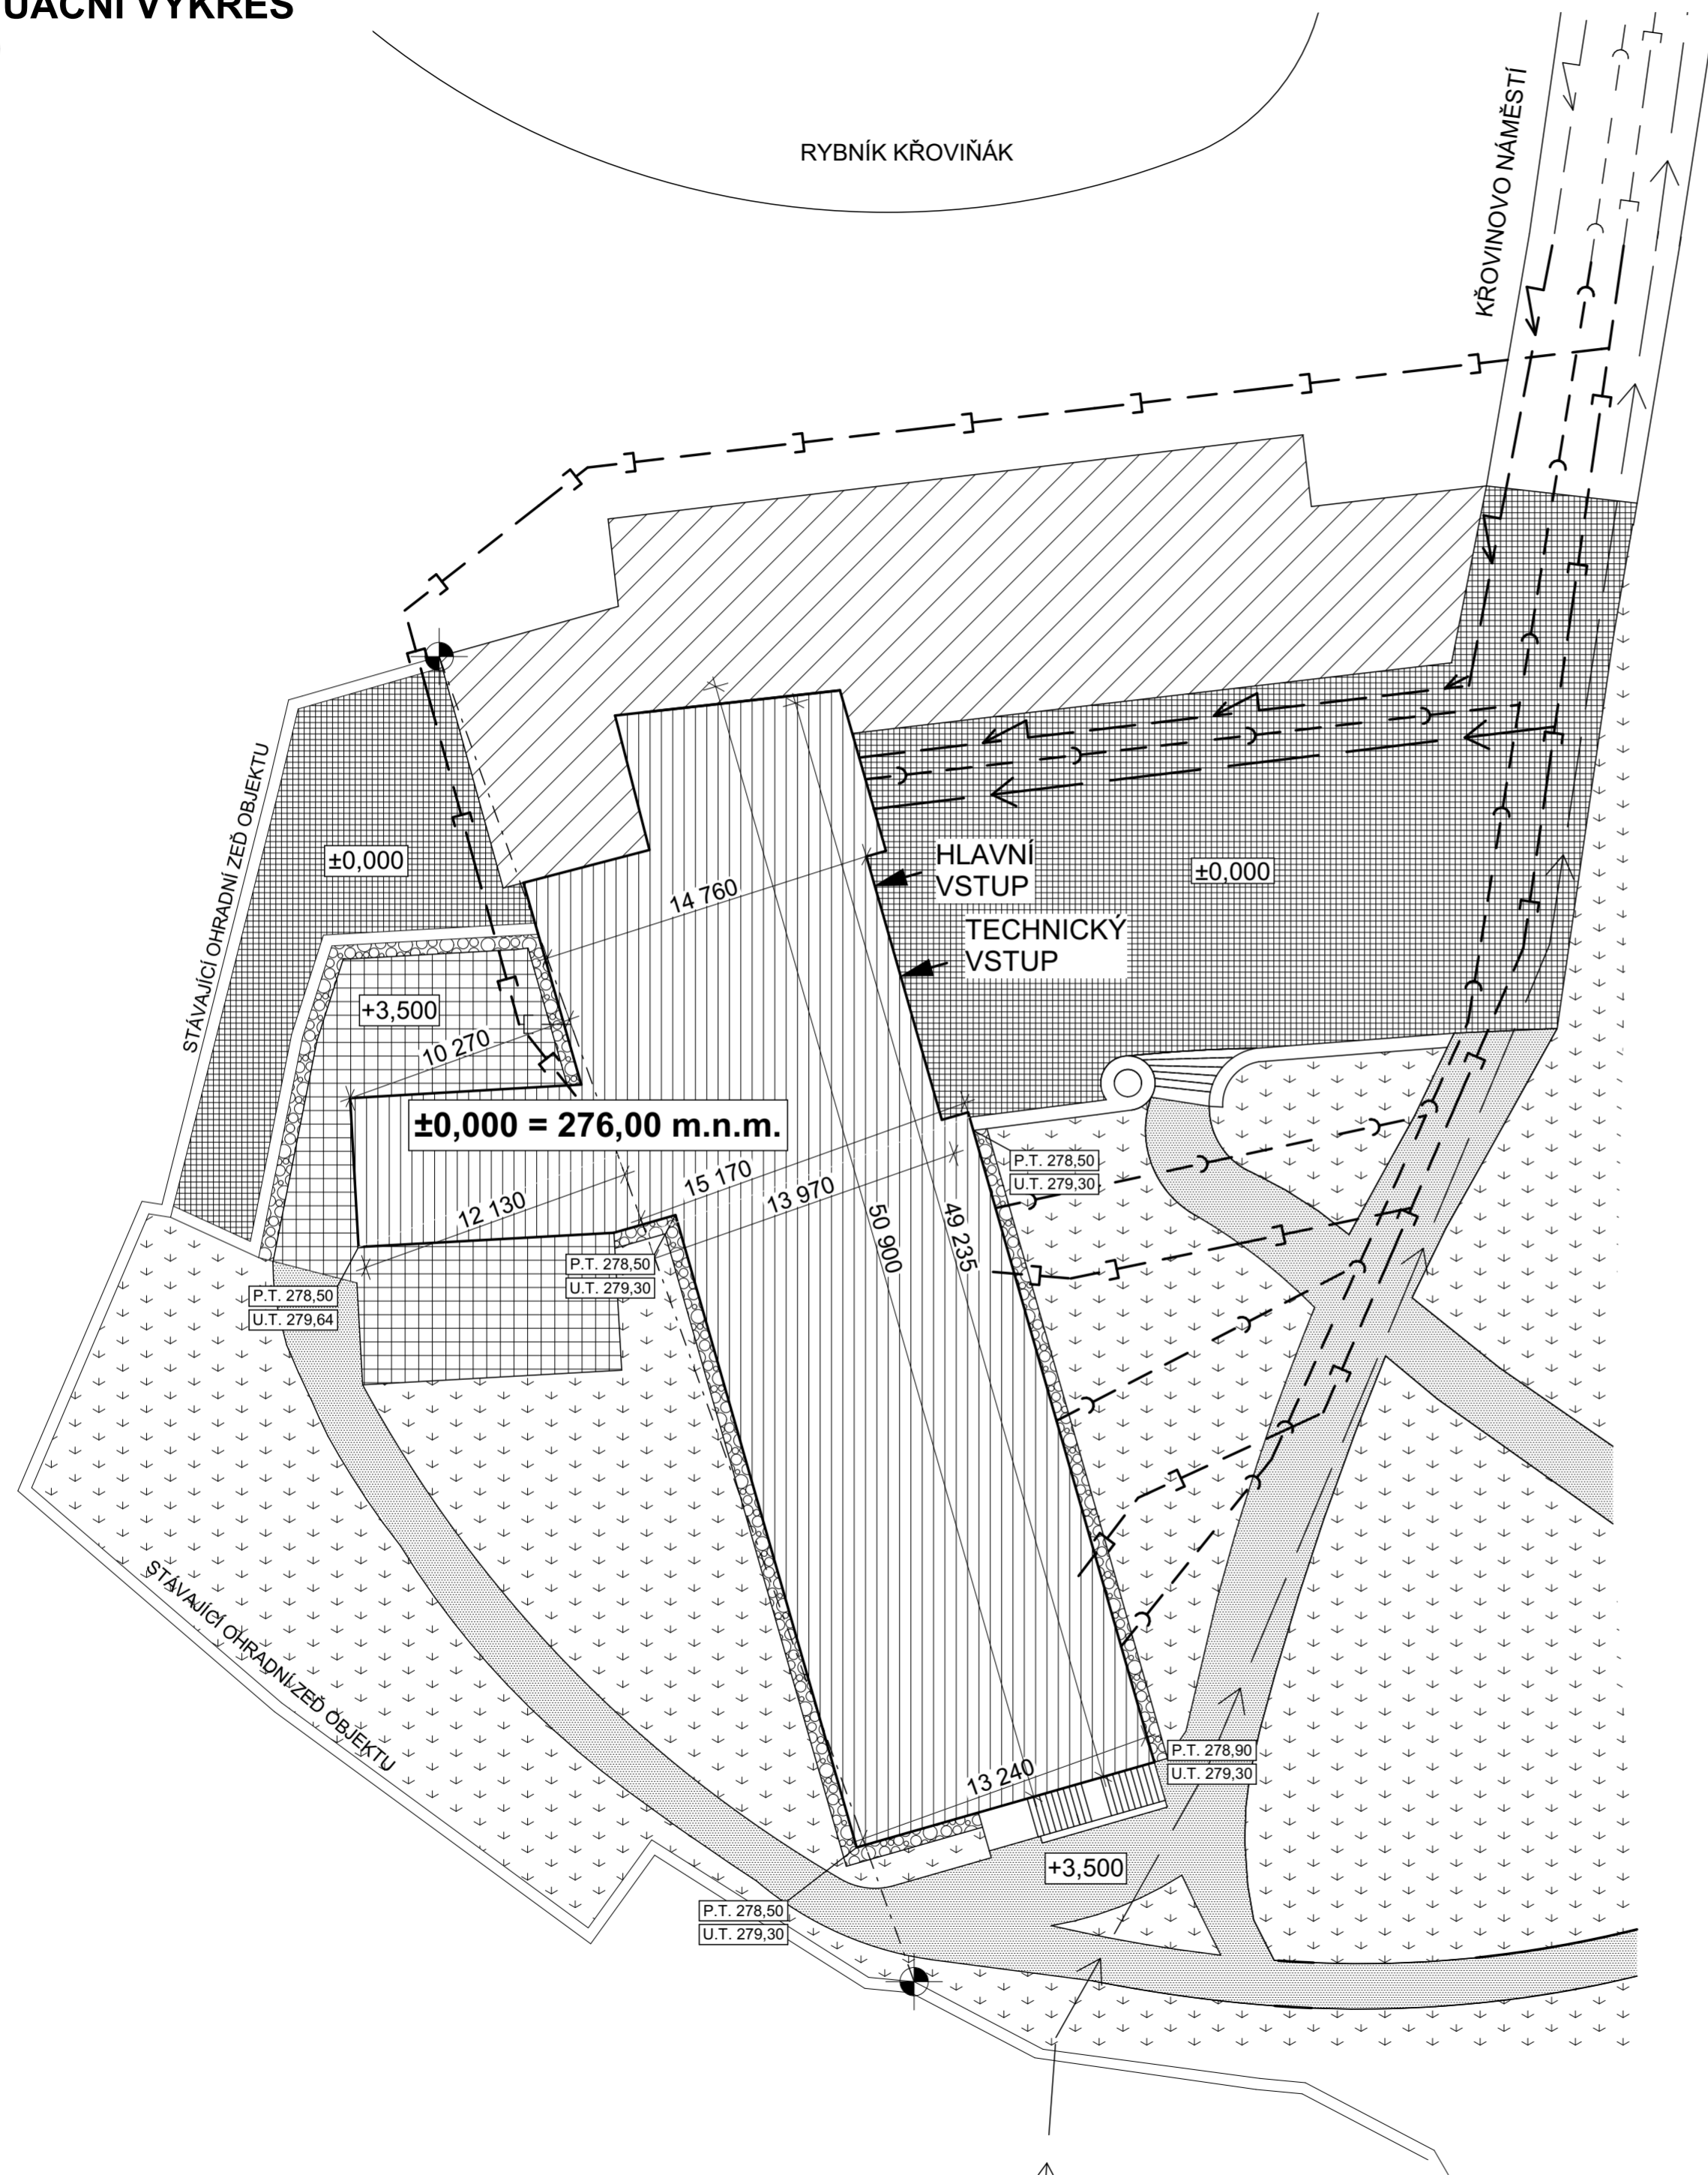 UAČNÍ VÝKRES
RYBNÍK KŘOVIŇÁK
KŘOVINOVO NÁMĚSTÍ
STÁVAJÍCÍ OHRADNÍ ZEĎ OBJEKTU
±0,000
HLAVNÍ
VSTUP
±0,000
14 760
TECHNICKÝ
VSTUP
+3,500
10 270
±0,000 = 276,00 m.n.m.
P.T. 278,50
U.T. 279,30
15 170
13 970
12 130
50 900
49 235
P.T. 278,50
U.T. 279,30
P.T. 278,50
U.T. 279,64
STÁVAJÍCÍ OHRADNÍ ZEĎ OBJEKTU
P.T. 278,90
U.T. 279,30
13 240
+3,500
P.T. 278,50
U.T. 279,30